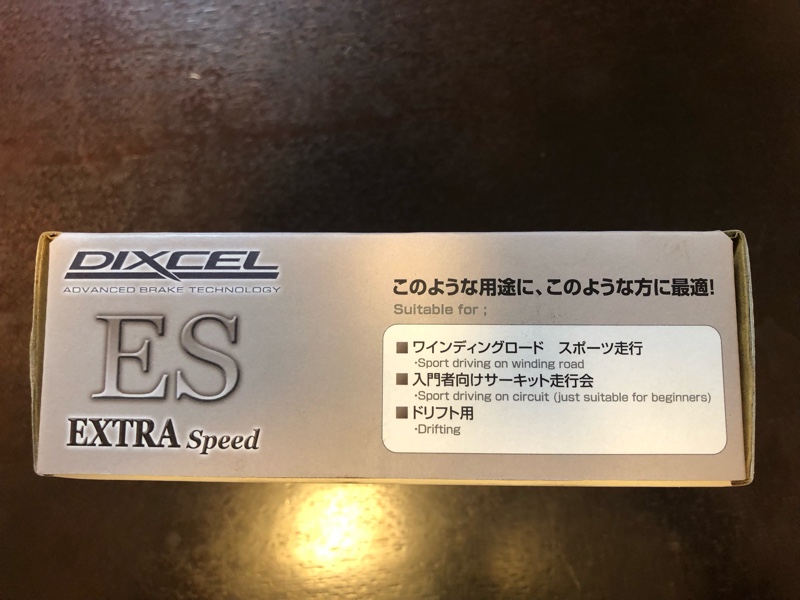 DIXCEL
ADVANCED BRAKE TECHNOLOGY
ES
EXTRA Speed
このような用途に、このような方に最適!
Suitable for ;
■ワインディングロード　スポーツ走行
・Sport driving on winding road
■入門者向けサーキット走行会
・Sport driving on circuit (just suitable for beginners)
■ドリフト用
・Drifting